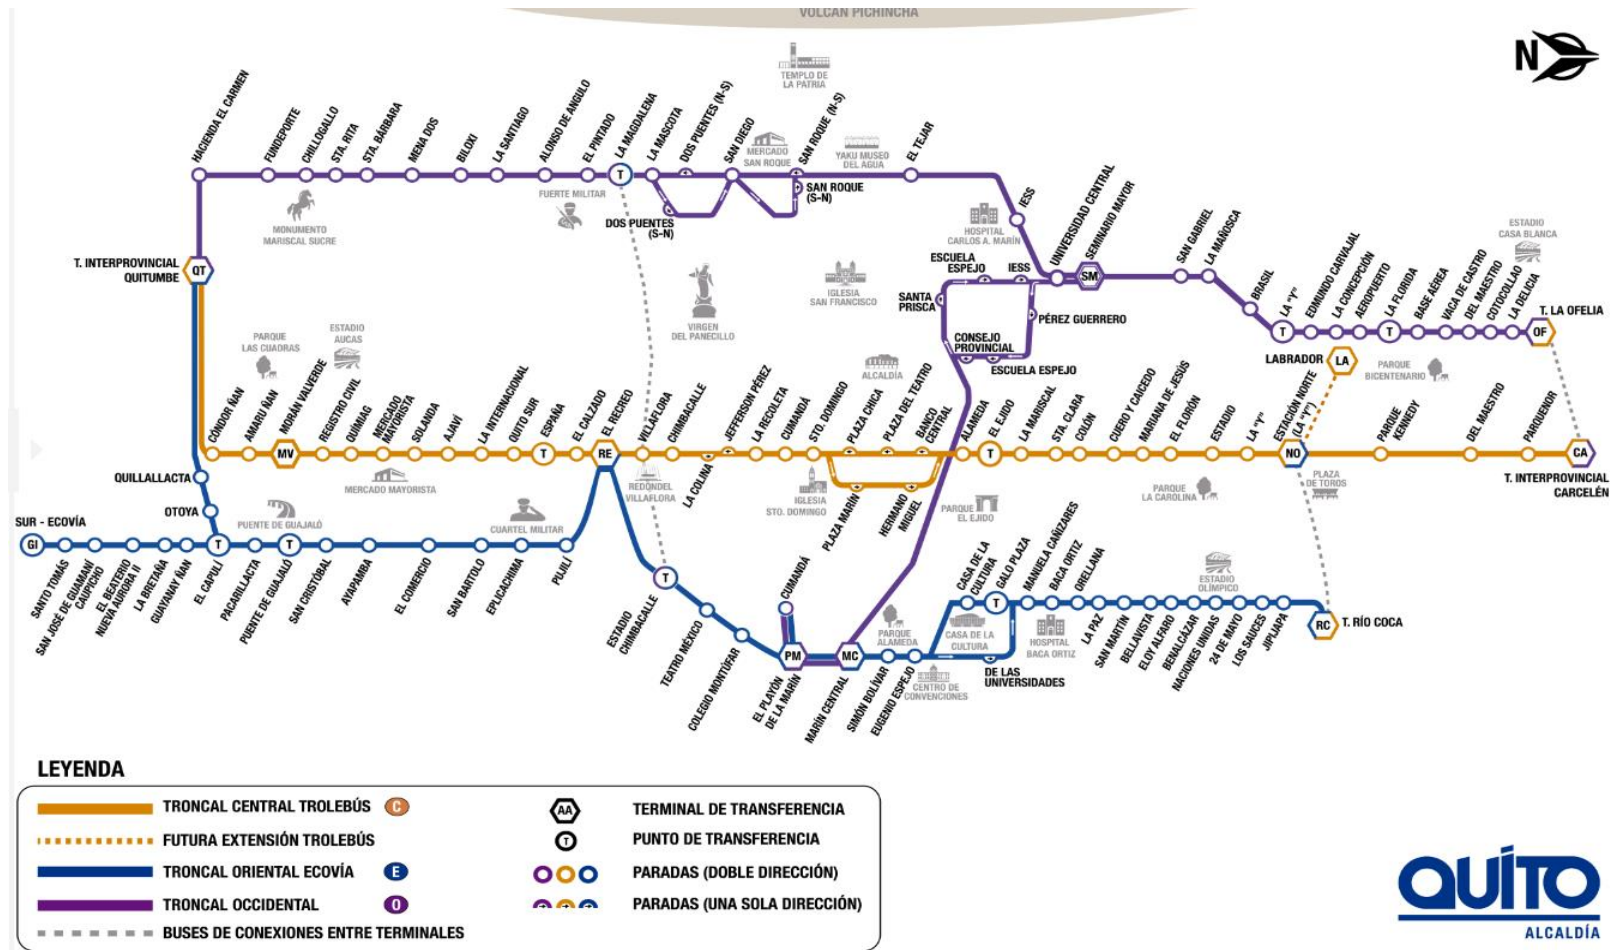 VOLCÁN PICHINCHA
N
TEMPLO DE
LA PATRIA
HACIENDA EL CARMEN
FUNDEPORTE
CHILLOGALLO
STA. RITA
STA. BÁRBARA
MENA DOS
BILOXI
LA SANTIAGO
ALONSO DE ANGULO
EL PINTADO
LA MAGDALENA
LA MASCOTA
DOS PUENTES (N-S)
SAN DIEGO
SAN ROQUE (N-S)
EL TEJAR
IESS
UNIVERSIDAD CENTRAL
SEMINARIO MAYOR
SAN GABRIEL
LA MAÑOSCA
BRASIL
LA "Y"
EDMUNDO CARVAJAL
LA CONCEPCIÓN
AEROPUERTO
LA FLORIDA
BASE AÉREA
VACA DE CASTRO
DEL MAESTRO
COTOCOLLAO
LA DELICIA
T. LA OFELIA
MERCADO
SAN ROQUE
YAKU MUSEO
DEL AGUA
T
SAN ROQUE
(S-N)
DOS PUENTES
(S-N)
FUERTE MILITAR
MONUMENTO
MARISCAL SUCRE
HOSPITAL
CARLOS A. MARÍN
ESTADIO
CASA BLANCA
T. INTERPROVINCIAL
QUITUMBE
QT
ESCUELA
ESPEJO
IESS
SM
SANTA
PRISCA
PÉREZ GUERRERO
CONSEJO
PROVINCIAL
ESCUELA ESPEJO
IGLESIA
SAN FRANCISCO
VIRGEN
DEL PANECILLO
ALCALDÍA
T
T
OF
LABRADOR
LA
PARQUE
BICENTENARIO
PARQUE
LAS CUADRAS
ESTADIO
AUCAS
CÓNDOR ÑAN
AMARU ÑAN
MORÁN VALVERDE
REGISTRO CIVIL
QUÍMIAG
MERCADO
MAYORISTA
SOLANDA
AJAVÍ
LA INTERNACIONAL
QUITO SUR
ESPAÑA
EL CALZADO
EL RECREO
VILLAFLORA
CHIMBACALLE
JEFFERSON PÉREZ
LA RECOLETA
CUMANDÁ
STO. DOMINGO
PLAZA CHICA
PLAZA DEL TEATRO
BANCO
CENTRAL
ALAMEDA
EL EJIDO
LA MARISCAL
STA. CLARA
COLÓN
CUERO Y CAICEDO
MARIANA DE JESÚS
EL FLORÓN
ESTADIO
LA "Y"
ESTACIÓN NORTE
(LA "Y")
PARQUE
KENNEDY
DEL MAESTRO
PARQUENOR
MV
T
RE
T
NO
CA
T. INTERPROVINCIAL
CARCELÉN
LA COLINA
PLAZA MARÍN
HERMANO
MIGUEL
MERCADO MAYORISTA
REDONDEL
VILLAFLORA
IGLESIA
STO. DOMINGO
PARQUE
EL EJIDO
PARQUE
LA CAROLINA
PLAZA
DE TOROS
QUILLALLACTA
OTOYA
SUR - ECOVÍA
PUENTE DE GUAJALÓ
CUARTEL MILITAR
GI
T
T
SANTO TOMÁS
SAN JOSÉ DE GUAMANÍ
CAUPICHO
EL BEATERIO
NUEVA AURORA II
LA BRETAÑA
GUAYANAY ÑAN
EL CAPULÍ
PACARILLACTA
PUENTE DE GUAJALÓ
SAN CRISTÓBAL
AYAPAMBA
EL COMERCIO
SAN BARTOLO
EPLICACHIMA
PUJILÍ
T
ESTADIO
CHIMBACALLE
TEATRO MÉXICO
COLEGIO MONTÚFAR
CUMANDÁ
PM
EL PLAYÓN
DE LA MARÍN
MC
MARÍN CENTRAL
SIMÓN BOLÍVAR
EUGENIO ESPEJO
PARQUE
ALAMEDA
CENTRO DE
CONVENCIONES
CASA DE LA
CULTURA
GALO PLAZA
MANUELA CAÑIZARES
BACA ORTIZ
ORELLANA
T
CASA DE LA
CULTURA
HOSPITAL
BACA ORTIZ
DE LAS
UNIVERSIDADES
ESTADIO
OLÍMPICO
LA PAZ
SAN MARTÍN
BELLAVISTA
ELOY ALFARO
BENALCÁZAR
NACIONES UNIDAS
24 DE MAYO
LOS SAUCES
JIPIJAPA
RC
T. RÍO COCA
LEYENDA
TRONCAL CENTRAL TROLEBÚS C
FUTURA EXTENSIÓN TROLEBÚS
TRONCAL ORIENTAL ECOVÍA E
TRONCAL OCCIDENTAL O
BUSES DE CONEXIONES ENTRE TERMINALES
AA TERMINAL DE TRANSFERENCIA
T PUNTO DE TRANSFERENCIA
PARADAS (DOBLE DIRECCIÓN)
PARADAS (UNA SOLA DIRECCIÓN)
QUÍTO
ALCALDÍA